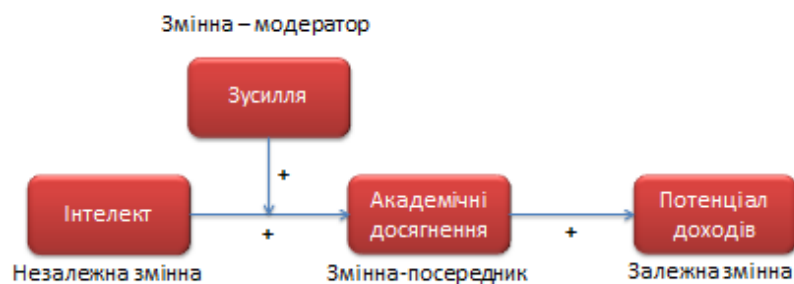 Змінна – модератор
Зусилля
+
Інтелект
+
Академічні
досягнення
+
Потенціал
доходів
Незалежна змінна
Змінна-посередник
Залежна змінна